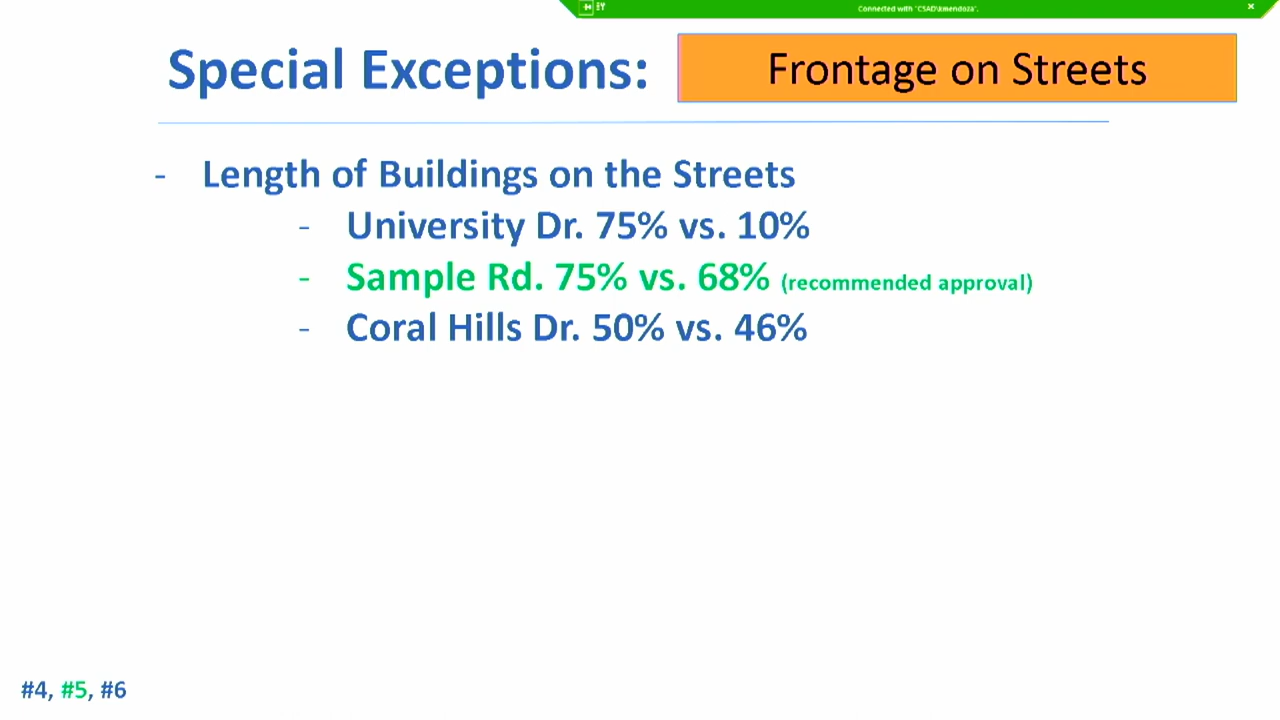 Connected with "CSAD\kmendoza".
Special Exceptions:
Frontage on Streets
- Length of Buildings on the Streets
- University Dr. 75% vs. 10%
- Sample Rd. 75% vs. 68% (recommended approval)
- Coral Hills Dr. 50% vs. 46%
#4, #5, #6